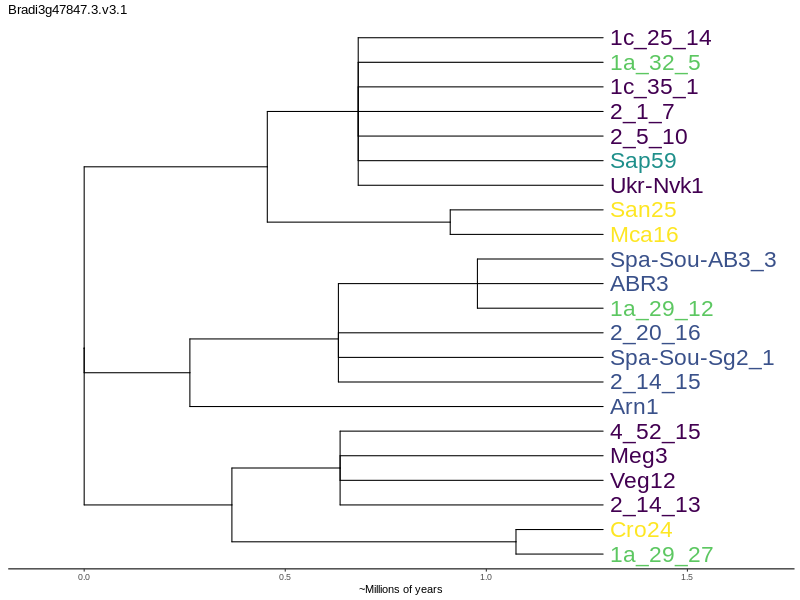 Bradi3g47847.3.v3.1
1c_25_14
1a_32_5
1c_35_1
2_1_7
2_5_10
Sap59
Ukr-Nvk1
San25
Mca16
Spa-Sou-AB3_3
ABR3
1a_29_12
2_20_16
Spa-Sou-Sg2_1
2_14_15
Arn1
4_52_15
Meg3
Veg12
2_14_13
Cro24
1a_29_27
0.0 0.5 1.0 1.5
~Millions of years